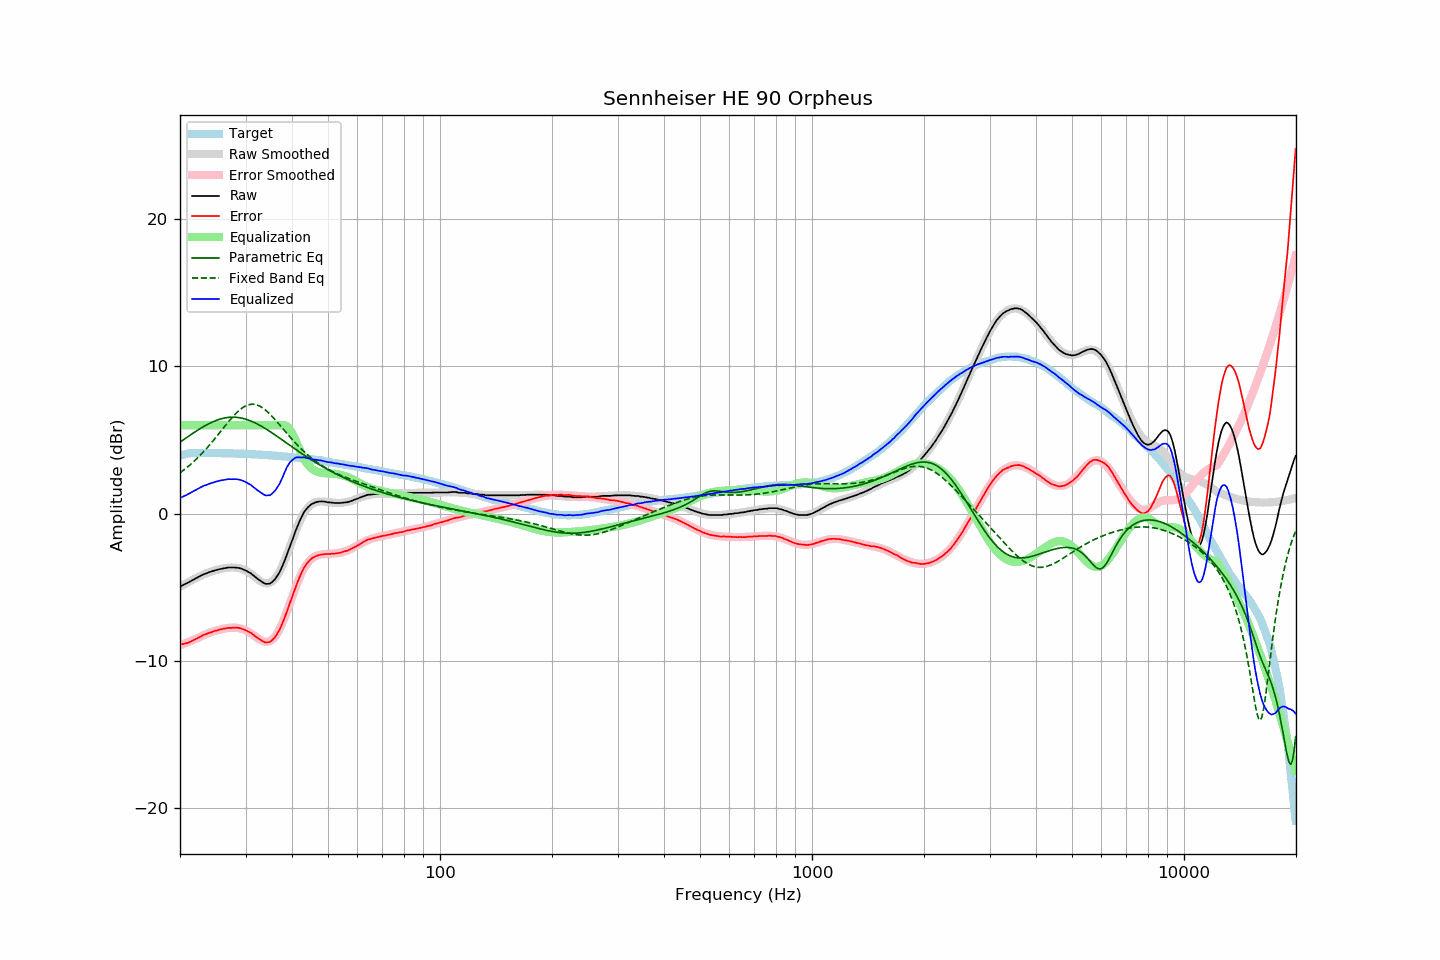 Sennheiser HE 90 Orpheus
Target
Raw Smoothed
Error Smoothed
Raw
Error
Equalization
Parametric Eq
Fixed Band Eq
Equalized
Amplitude (dBr)
20
10
0
−10
−20
100
1000
10000
Frequency (Hz)